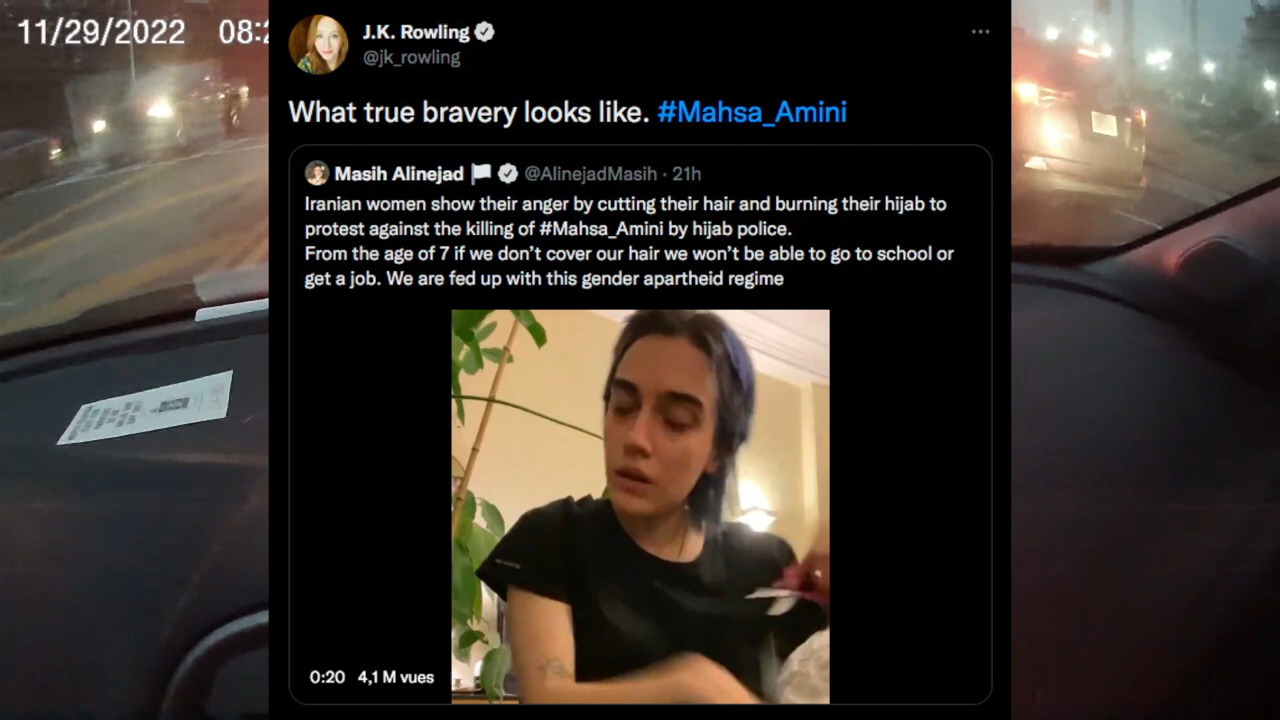 11/29/2022 08:2
J.K. Rowling
@jk_rowling
What true bravery looks like. #Mahsa_Amini
Masih Alinejad @AlinejadMasih · 21h
Iranian women show their anger by cutting their hair and burning their hijab to
protest against the killing of #Mahsa_Amini by hijab police.
From the age of 7 if we don’t cover our hair we won’t be able to go to school or
get a job. We are fed up with this gender apartheid regime
0:20 4,1 M vues